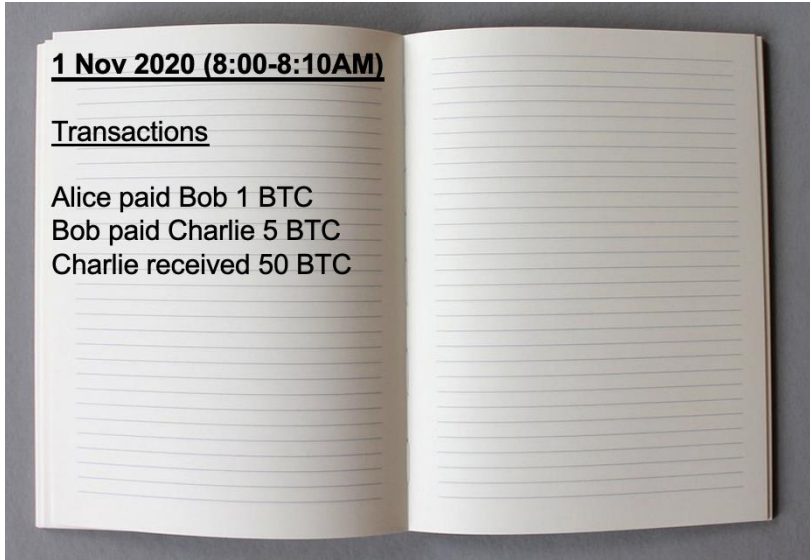 1 Nov 2020 (8:00-8:10AM)
Transactions
Alice paid Bob 1 BTC
Bob paid Charlie 5 BTC
Charlie received 50 BTC